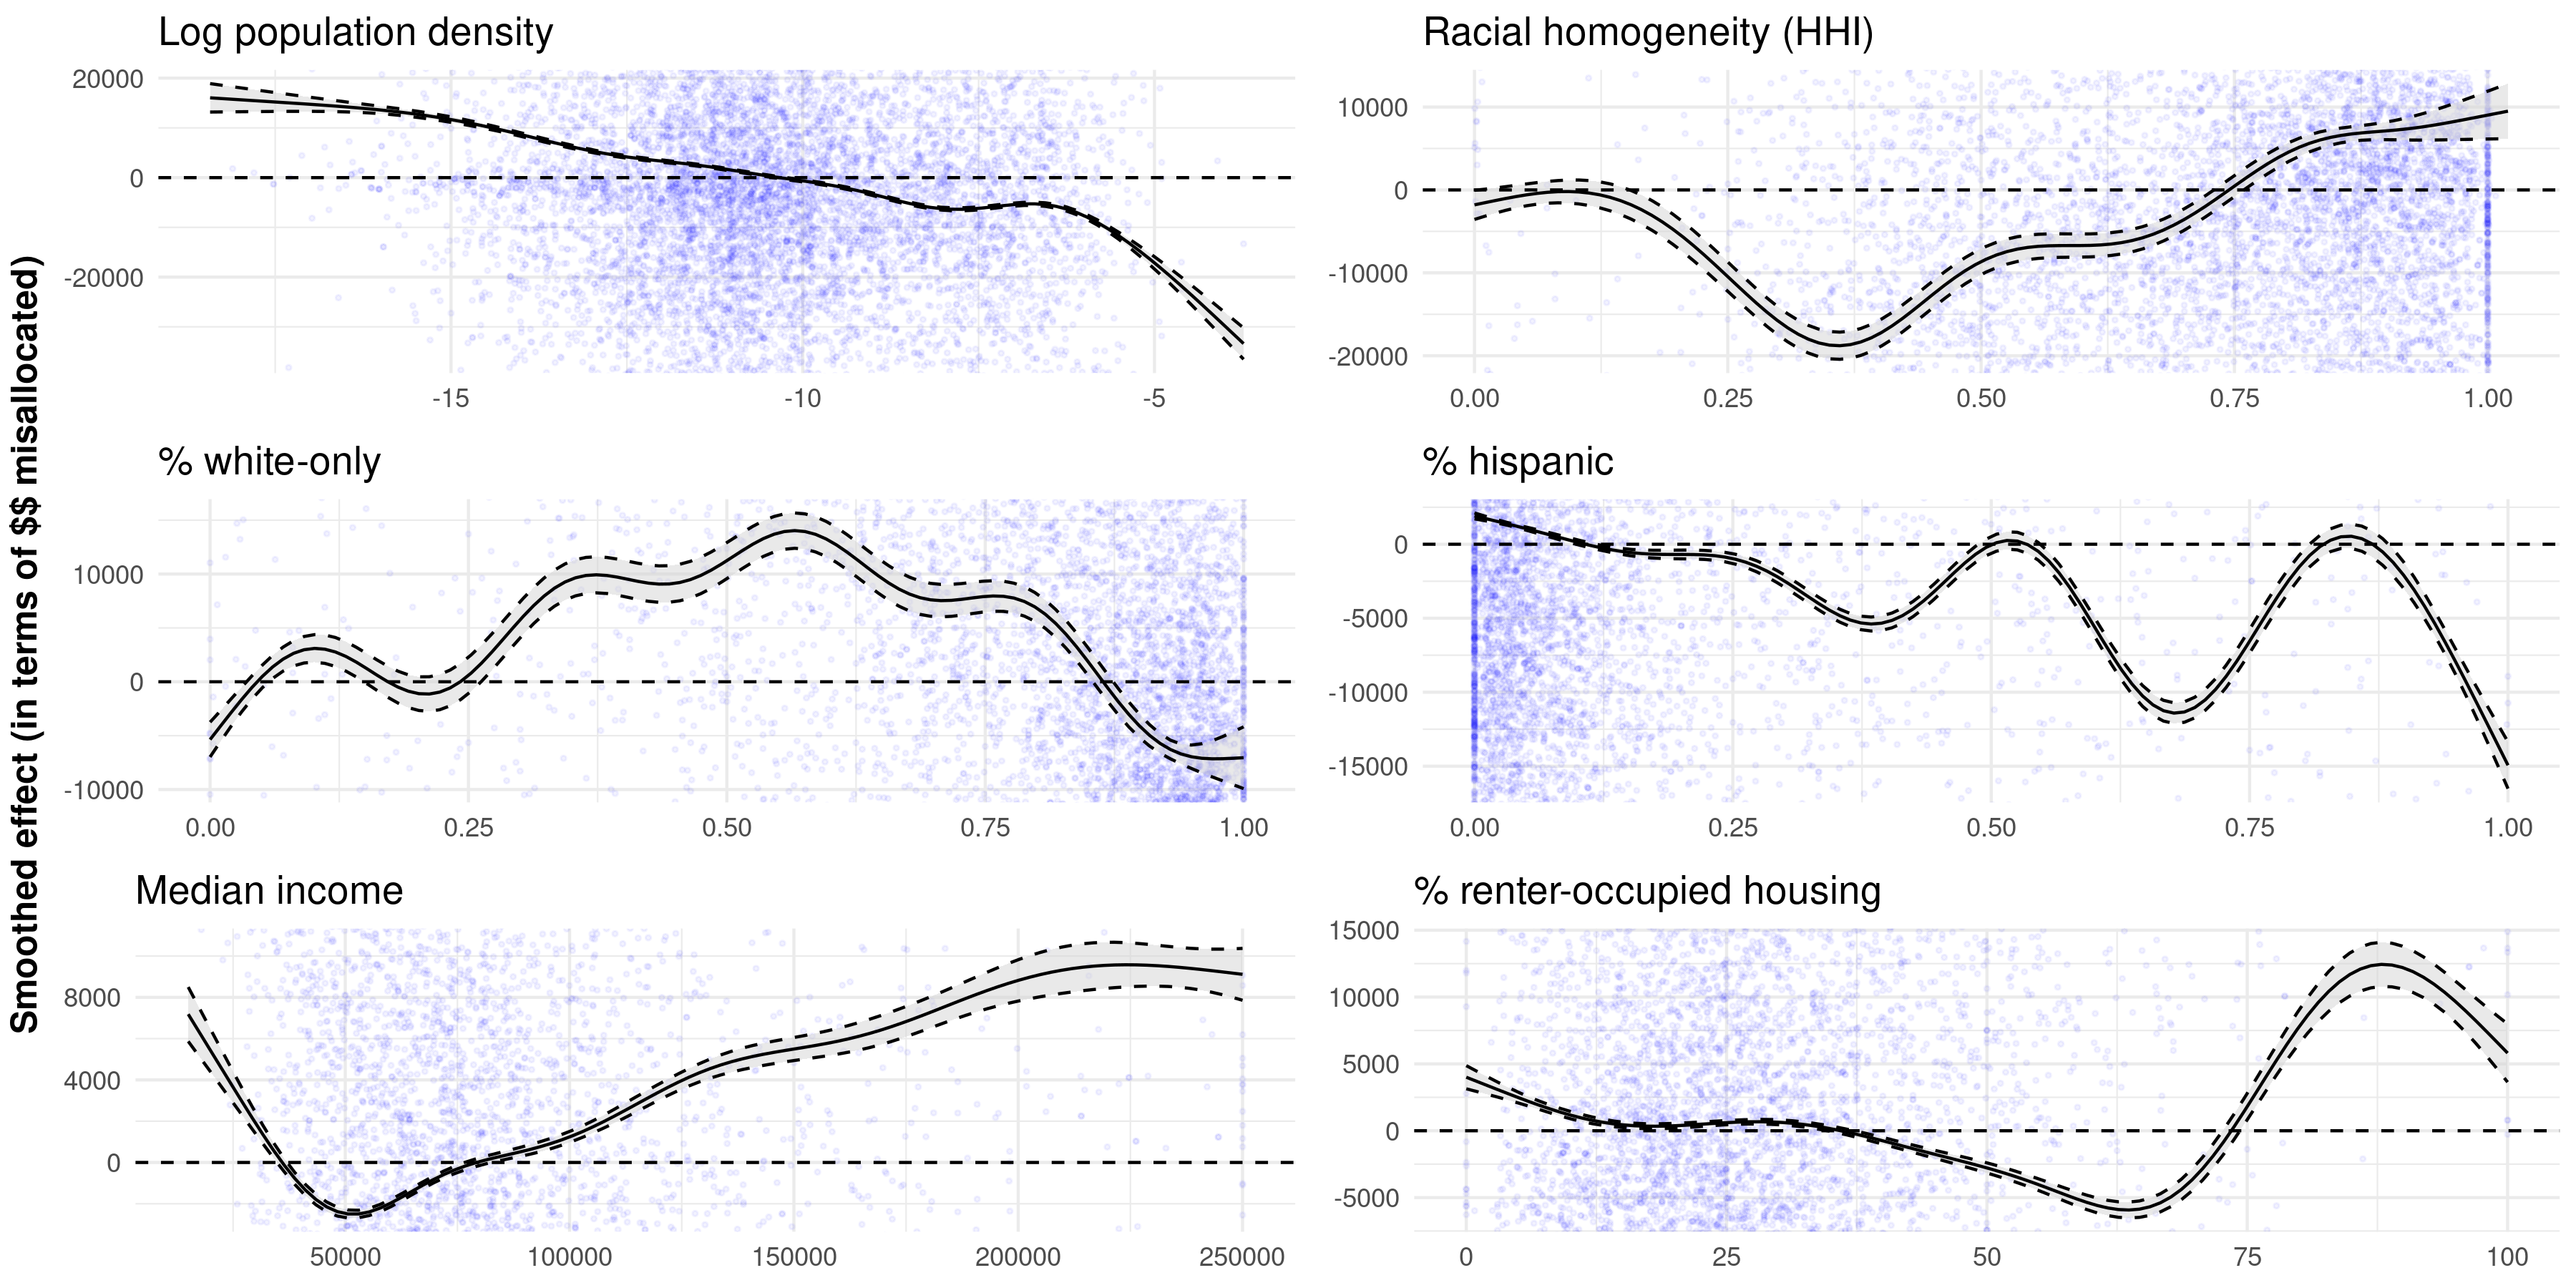 Smoothed effect (in terms of $$ misallocated)
Log population density
20000
0
-20000
-15 -10 -5
Racial homogeneity (HHI)
10000
0
-10000
-20000
0.00 0.25 0.50 0.75 1.00
% white-only
10000
0
-10000
0.00 0.25 0.50 0.75 1.00
% hispanic
0
-5000
-10000
-15000
0.00 0.25 0.50 0.75 1.00
Median income
8000
4000
0
50000 100000 150000 200000 250000
% renter-occupied housing
15000
10000
5000
0
-5000
0 25 50 75 100